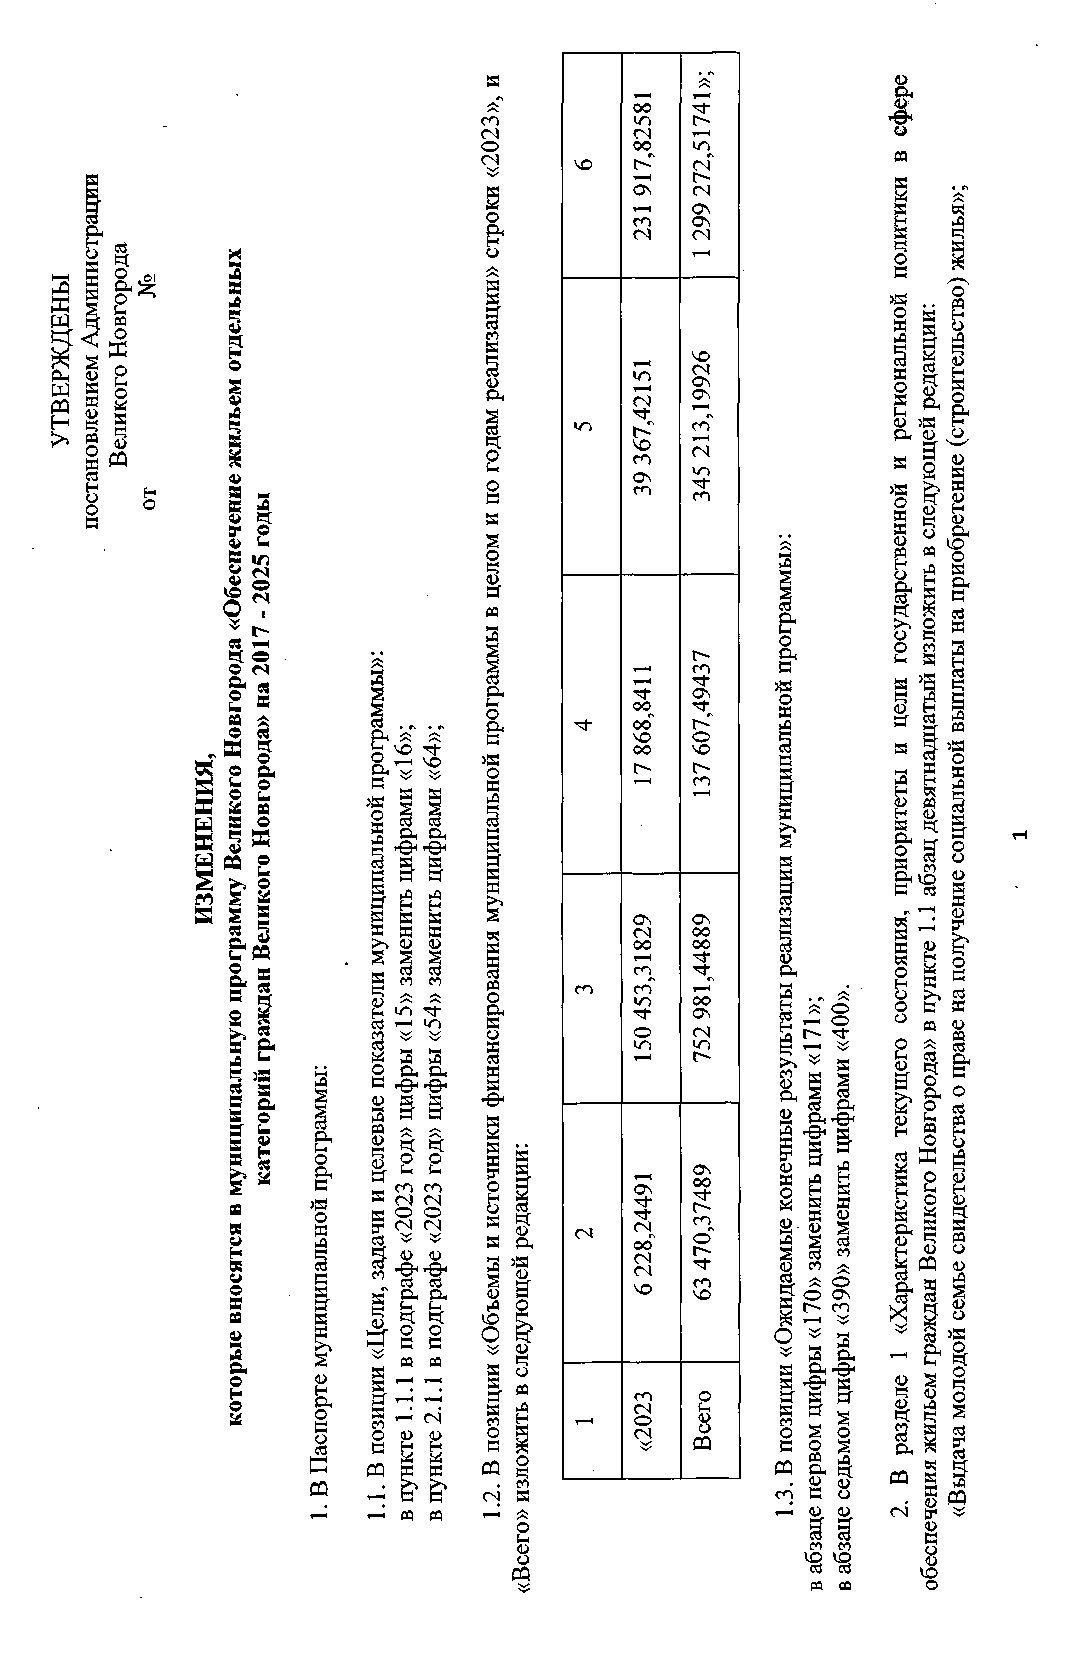 УТВЕРЖДЕНЫ
постановлением Администрации
Великого Новгорода
от №
ИЗМЕНЕНИЯ,
которые вносятся в муниципальную программу Великого Новгорода «Обеспечение жильем отдельных
категорий граждан Великого Новгорода» на 2017 - 2025 годы
1. В Паспорте муниципальной программы:
1.1. В позиции «Цели, задачи и целевые показатели муниципальной программы»:
в пункте 1.1.1 в подграфе «2023 год» цифры «15» заменить цифрами «16»;
в пункте 2.1.1 в подграфе «2023 год» цифры «54» заменить цифрами «64»;
1.2. В позиции «Объемы и источники финансирования муниципальной программы в целом и по годам реализации» строки «2023», и
«Всего» изложить в следующей редакции:
1 2 3 4 5 6
«2023 6 228,24491 150 453,31829 17 868,8411 39 367,42151 231 917,82581
Всего 63 470,37489 752 981,44889 137 607,49437 345 213,19926 1 299 272,51741»;
1.3. В позиции «Ожидаемые конечные результаты реализации муниципальной программы»:
в абзаце первом цифры «170» заменить цифрами «171»;
в абзаце седьмом цифры «390» заменить цифрами «400».
2. В разделе 1 «Характеристика текущего состояния, приоритеты и цели государственной и региональной политики в сфере
обеспечения жильем граждан Великого Новгорода» в пункте 1.1 абзац девятнадцатый изложить в следующей редакции:
«Выдача молодой семье свидетельства о праве на получение социальной выплаты на приобретение (строительство) жилья»;
1